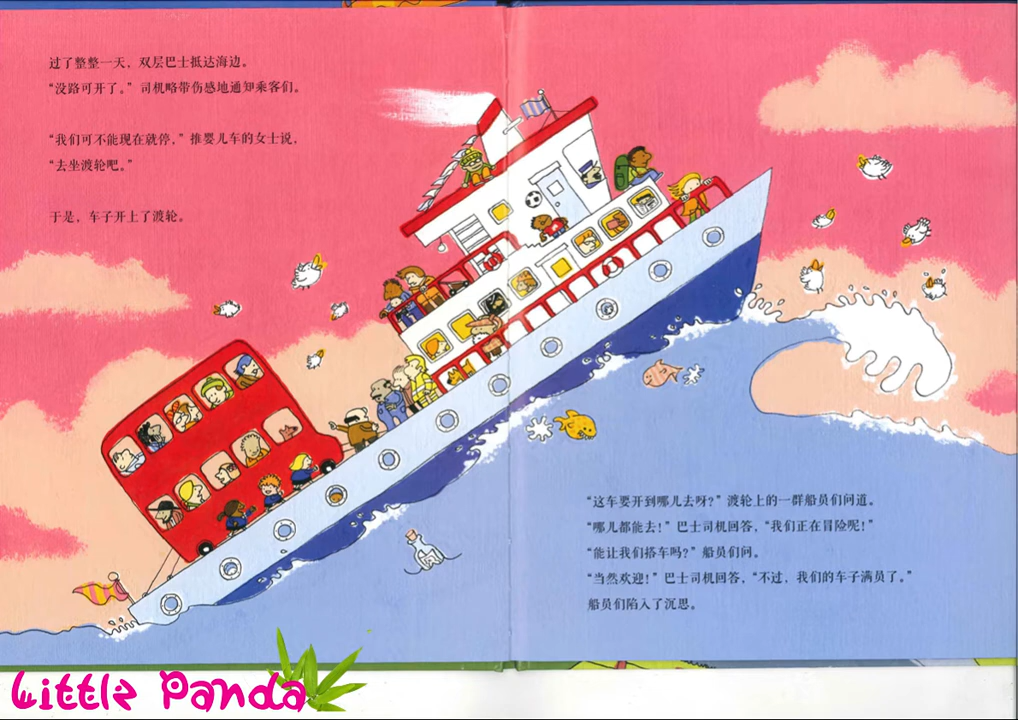 过了整整一天，双层巴士抵达海边。
“没路可开了。”司机略带伤感地通知乘客们。
“我们可不能现在就停，”推婴儿车的女士说，
“去坐渡轮吧。”
于是，车子开上了渡轮。
“这车要开到哪儿去呀？”渡轮上的一群船员们问道。
“哪儿都能去！”巴士司机回答，“我们正在冒险呢！”
“能让我们搭车吗？”船员们问。
“当然欢迎！”巴士司机回答，“不过，我们的车子满员了。”
船员们陷入了沉思。
Little Panda